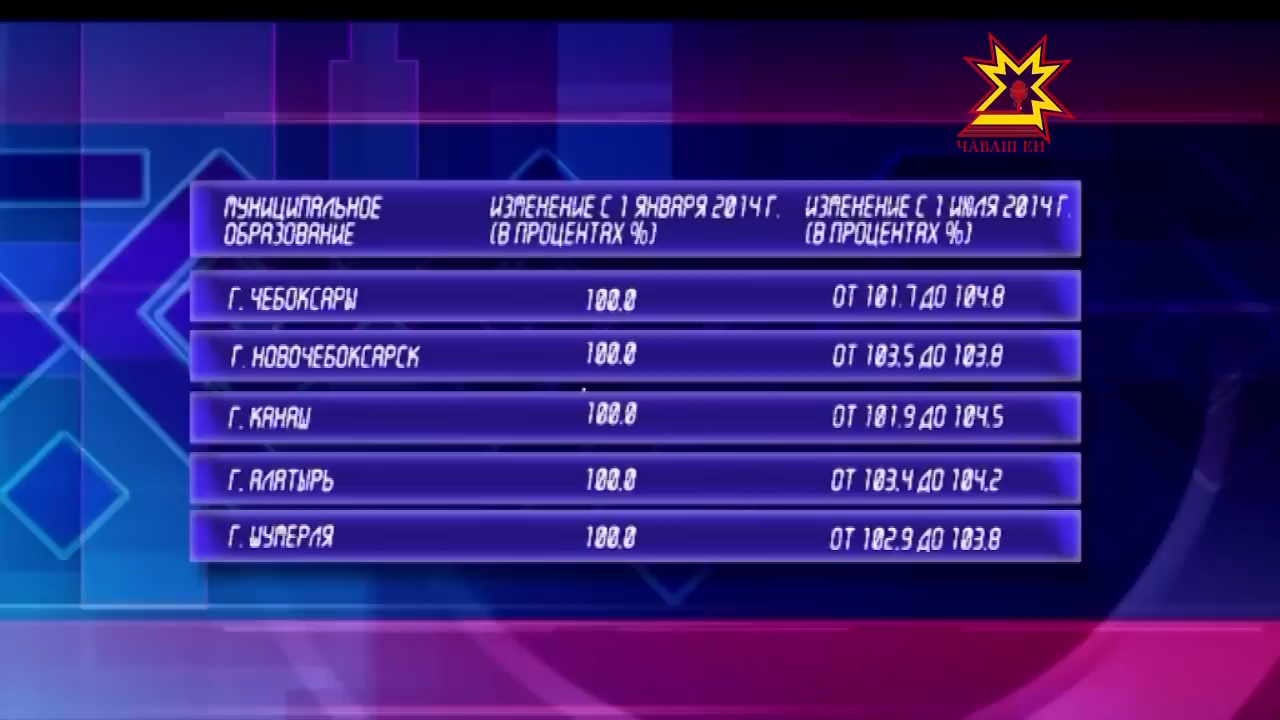 ЧĂВАШ ЕН
МУНИЦИПАЛЬНОЕ ОБРАЗОВАНИЕ
ИЗМЕНЕНИЕ С 1 ЯНВАРЯ 2014 Г. (В ПРОЦЕНТАХ %)
ИЗМЕНЕНИЕ С 1 ИЮЛЯ 2014 Г. (В ПРОЦЕНТАХ %)
Г. ЧЕБОКСАРЫ 100.0 ОТ 101.7 ДО 104.8
Г. НОВОЧЕБОКСАРСК 100.0 ОТ 103.5 ДО 103.8
Г. КАНАШ 100.0 ОТ 101.9 ДО 104.5
Г. АЛАТЫРЬ 100.0 ОТ 103.4 ДО 104.2
Г. ШУМЕРЛЯ 100.0 ОТ 102.9 ДО 103.8